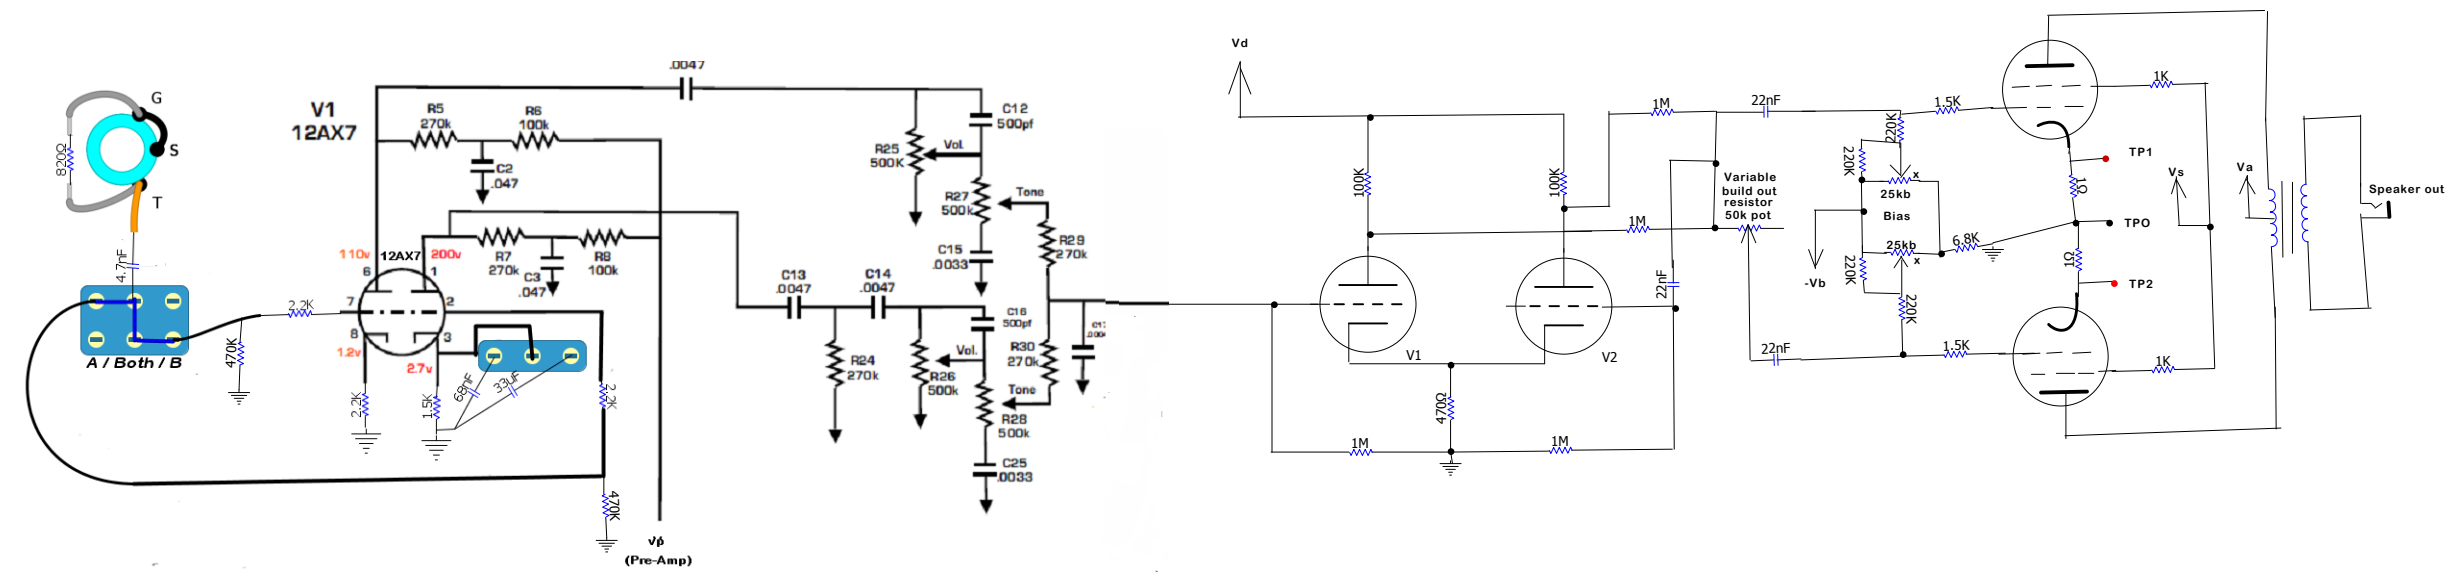 G
S
T
820Ω
4.7nF
A / Both / B
470K
2.2K
V1
12AX7
110v
12AX7
200v
6
1
7
2
8
3
1.2v
2.7v
2.2K
1.5K
68nF
33uF
2.2K
470K
R5
270k
R6
100k
C2
.047
R7
270k
R8
100k
C3
.047
Vp
(Pre-Amp)
.0047
C12
500pf
R25
500K
Vol.
R27
500k
Tone
C15
.0033
R29
270k
C13
.0047
C14
.0047
R24
270k
C16
500pf
Vol.
R26
500k
R30
270k
Tone
R28
500k
C25
.0033
Vd
100K
100K
V1
V2
470Ω
1M
1M
1M
1M
22nF
22nF
Variable
build out
resistor
50k pot
22nF
220K
220K
x
25kb
Bias
25kb
x
220K
220K
-Vb
6.8K
1.5K
1.5K
1K
1K
TP1
1Ω
TPO
1Ω
TP2
Vs
Va
Speaker out